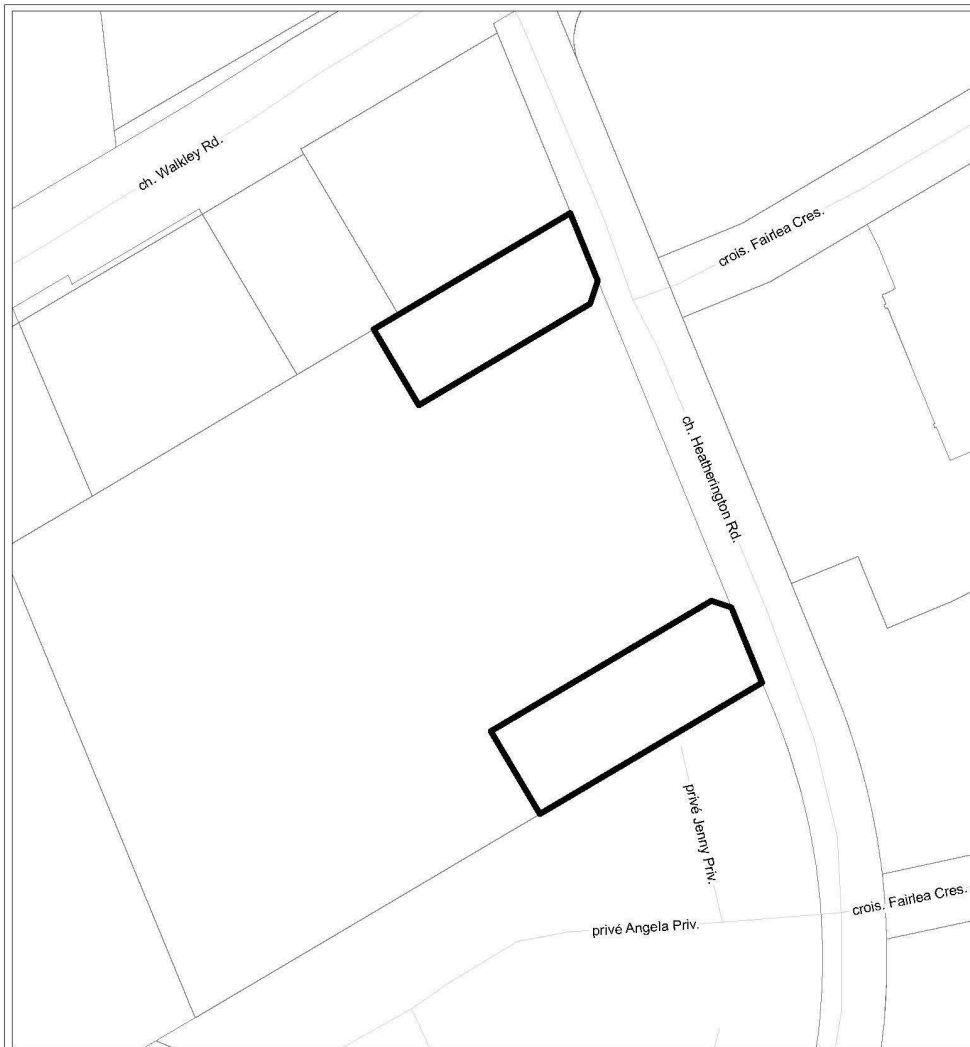 ch. Walkley Rd.
crois. Fairlea Cres.
ch. Heatherington Rd.
privé Jenny Priv.
crois. Fairlea Cres.
privé Angela Priv.